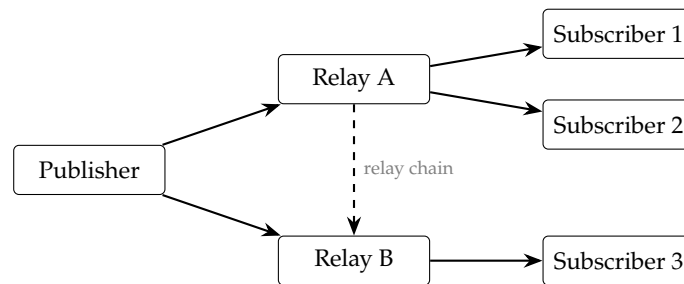 Subscriber 1
Relay A
Subscriber 2
Publisher
relay chain
Relay B
Subscriber 3